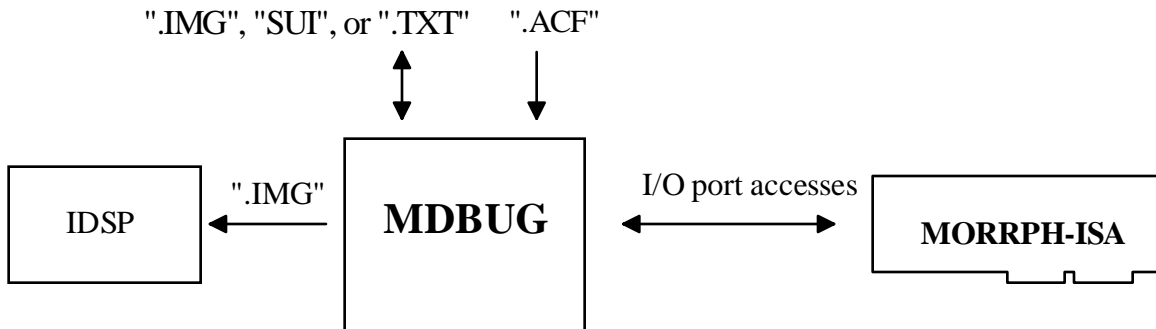 ".IMG", "SUI", or ".TXT"
".ACF"
IDSP
".IMG"
MDBUG
I/O port accesses
MORRPH-ISA